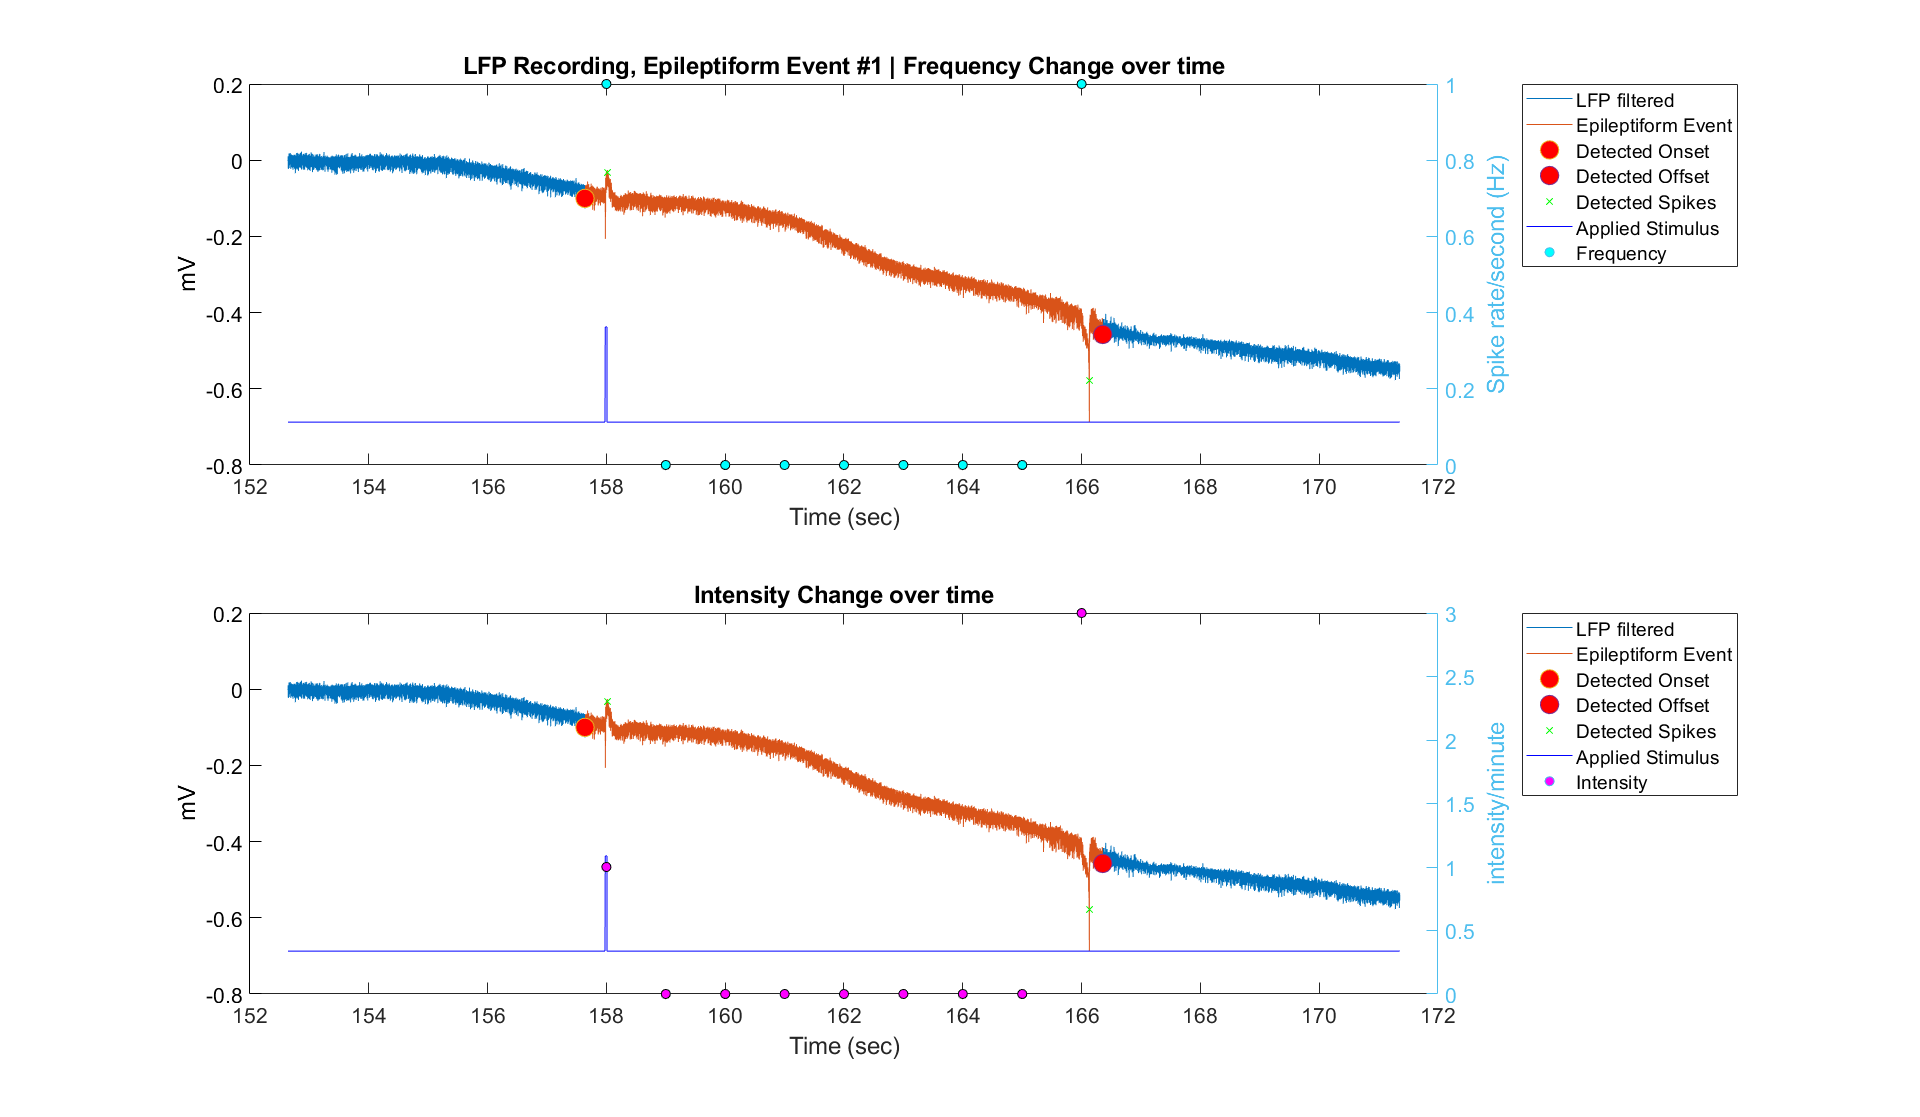 LFP Recording, Epileptiform Event #1 | Frequency Change over time
0.2
0
-0.2
-0.4
-0.6
-0.8
mV
152 154 156 158 160 162 164 166 168 170 172
Time (sec)
1
0.8
0.6
0.4
0.2
0
Spike rate/second (Hz)
LFP filtered
Epileptiform Event
Detected Onset
Detected Offset
Detected Spikes
Applied Stimulus
Frequency
Intensity Change over time
0.2
0
-0.2
-0.4
-0.6
-0.8
mV
152 154 156 158 160 162 164 166 168 170 172
Time (sec)
3
2.5
2
1.5
1
0.5
0
intensity/minute
LFP filtered
Epileptiform Event
Detected Onset
Detected Offset
Detected Spikes
Applied Stimulus
Intensity